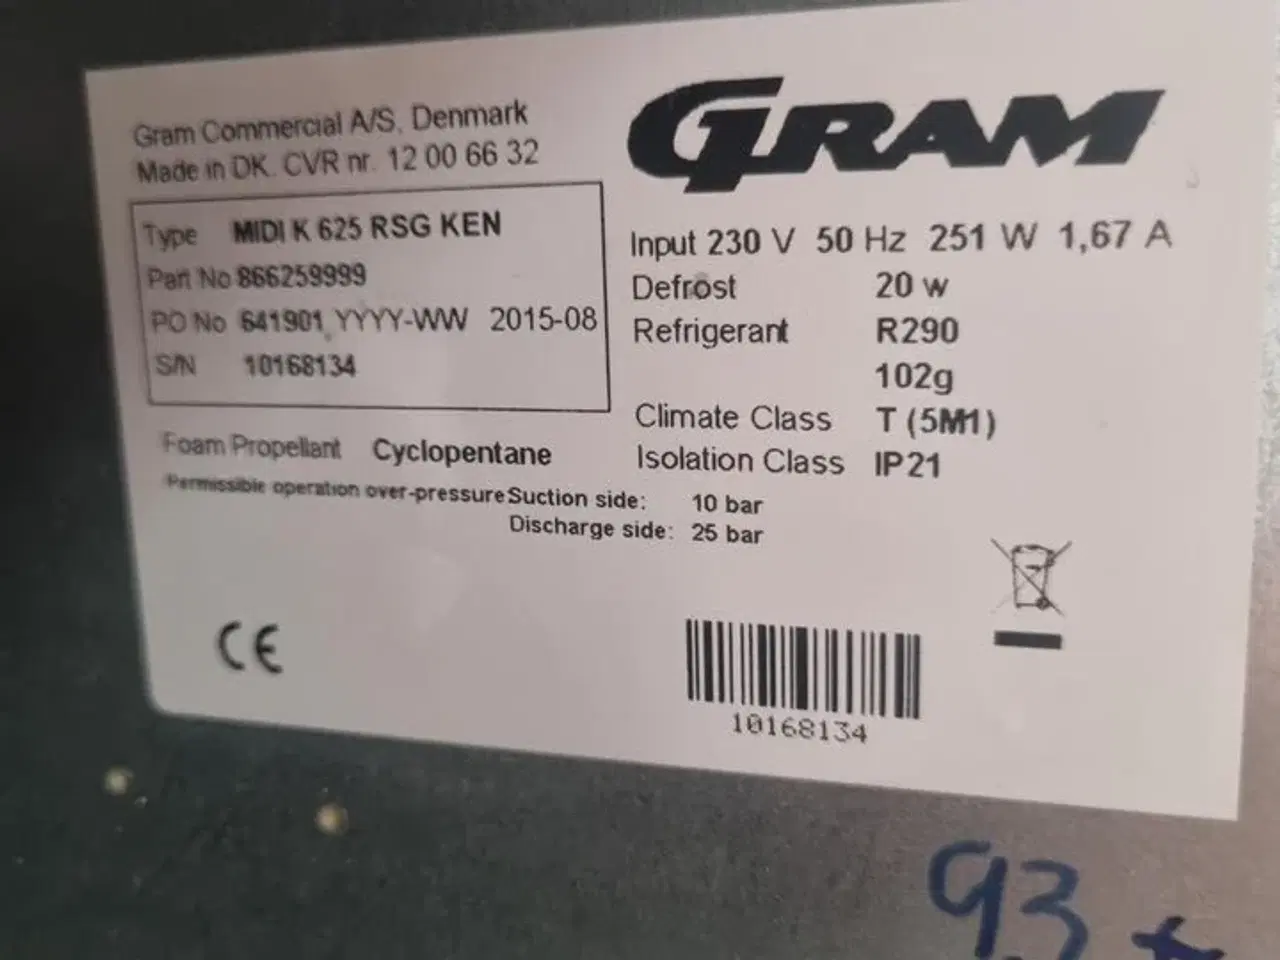 Gram Commercial A/S, Denmark
Made in DK. CVR nr. 12 00 66 32
GRAM
Type MIDI K 625 RSG KEN
Part No 866259999
PO No 641901 YYYY-WW 2015-08
S/N 10168134
Input 230 V 50 Hz 251 W 1,67 A
Defrost 20 w
Refrigerant R290
102g
Climate Class T (5M1)
Isolation Class IP21
Foam Propellant Cyclopentane
Permissible operation over-pressure Suction side: 10 bar
Discharge side: 25 bar
CE
10168134
93